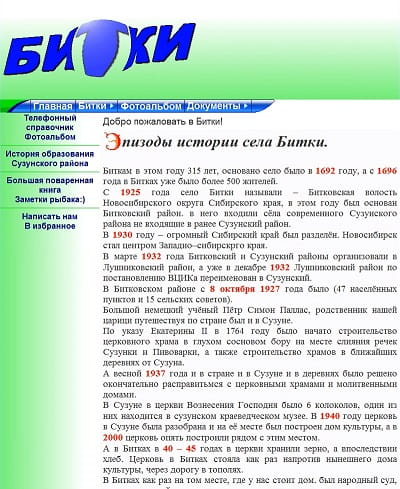 БИТКИ
Главная Битки Фотоальбом Документы
Телефонный
справочник
Фотоальбом
История образования
Сузунского района
Большая поваренная
книга
Заметки рыбака:)
Написать нам
В избранное
Добро пожаловать в Битки!
Эпизоды истории села Битки.
Биткам в этом году 315 лет, основано село было в 1692 году, а с 1696
года в Битках уже было более 500 жителей.
С 1925 года село Битки называли – Битковская волость
Новосибирского округа Сибирского края, в этом году был основан
Битковский район. в него входили сёла современного Сузунского
района не входящие в ранее Сузунский район.
В 1930 году – огромный Сибирский край был разделён. Новосибирск
стал центром Западно–сибирского края.
В марте 1932 года Битковский и Сузунский районы организовали в
Лушниковский район, а уже в декабре 1932 Лушниковский район по
постановлению ВЦИКа переименован в Сузунский.
В Битковском районе с 8 октября 1927 года было (47 населённых
пунктов и 15 сельских советов).
Большой немецкий учёный Пётр Симон Паллас, родственник нашей
царици путешествуя по стране был и в Сузуне.
По указу Екатерины II в 1764 году было начато строительство
церковного храма в глухом сосновом бору на месте слияния речек
Сузунки и Пивоварки, а также строительство храмов в ближайших
деревнях от Сузуна.
А весной 1937 года и в стране и в Сузуне и в деревнях было решено
окончательно расправиться с церковными храмами и молитвенными
домами.
В Сузуне в церкви Вознесения Господня было 6 колоколов, один из
них находится в сузунском краеведческом музее. В 1940 году церковь
в Сузуне была разобрана и на её месте был построен дом культуры, а в
2000 церковь опять построили рядом с этим местом.
А в Битках в 40 – 45 годах в церкви хранили зерно, а впоследствии
хлеб. Церковь в Битках стояла как раз напротив нынешнего дома
культуры, через дорогу в тополях.
В Битках как раз на том месте, где у нас стоит дом. был народный суд,